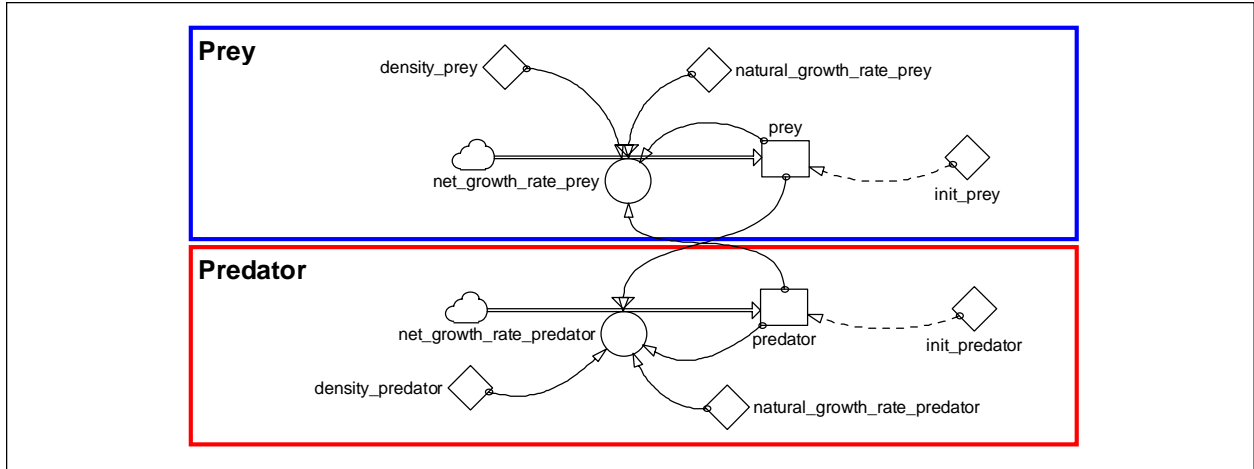 Prey
density_prey
natural_growth_rate_prey
prey
net_growth_rate_prey
init_prey
Predator
net_growth_rate_predator
predator
init_predator
density_predator
natural_growth_rate_predator